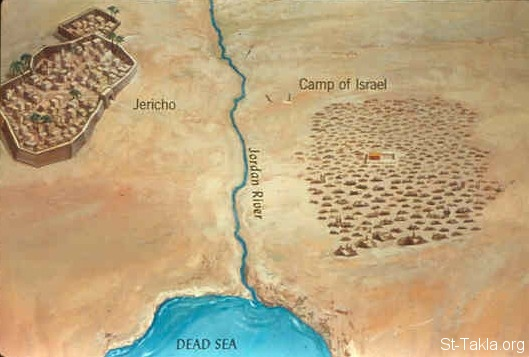 Camp of Israel
Jericho
Jordan River
DEAD SEA
St-Takla.org